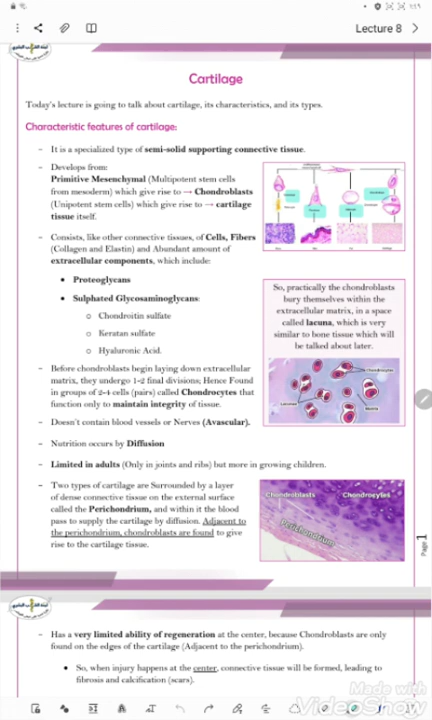 Lecture 8
Cartilage
Today's lecture is going to talk about cartilage, its characteristics, and its types.
Characteristic features of cartilage:
- It is a specialized type of semi-solid supporting connective tissue.
- Develops from:
Primitive Mesenchymal (Multipotent stem cells
from mesoderm) which give rise to → Chondroblasts
(Unipotent stem cells) which give rise to → cartilage
tissue itself.
- Consists, like other connective tissues, of Cells, Fibers
(Collagen and Elastin) and Abundant amount of
extracellular components, which include:
• Proteoglycans
• Sulphated Glycosaminoglycans:
o Chondroitin sulfate
o Keratan sulfate
o Hyaluronic Acid.
So, practically the chondroblasts
bury themselves within the
extracellular matrix, in a space
called lacuna, which is very
similar to bone tissue which will
be talked about later.
Chondrocytes
Lacunae
Matrix
- Before chondroblasts begin laying down extracellular
matrix, they undergo 1-2 final divisions; Hence Found
in groups of 2-4 cells (pairs) called Chondrocytes that
function only to maintain integrity of tissue.
- Doesn't contain blood vessels or Nerves (Avascular).
- Nutrition occurs by Diffusion
- Limited in adults (Only in joints and ribs) but more in growing children.
- Two types of cartilage are Surrounded by a layer
of dense connective tissue on the external surface
called the Perichondrium, and within it the blood
pass to supply the cartilage by diffusion. Adjacent to
the perichondrium, chondroblasts are found to give
rise to the cartilage tissue.
Chondroblasts
Chondrocytes
Perichondrium
Page 1
- Has a very limited ability of regeneration at the center, because Chondroblasts are only
found on the edges of the cartilage (Adjacent to the perichondrium).
• So, when injury happens at the center, connective tissue will be formed, leading to
fibrosis and calcification (scars).
Made with
VideoShow